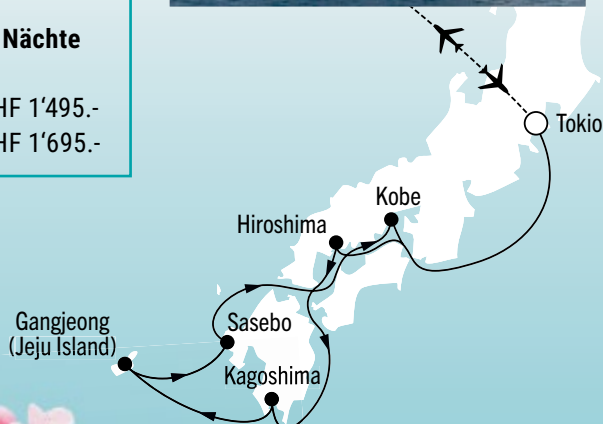 Nächte
HF 1‘495.-
HF 1‘695.-
Tokio
Kobe
Hiroshima
Gangjeong
(Jeju Island)
Sasebo
Kagoshima